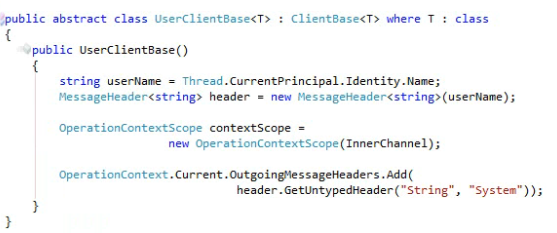 public abstract class UserClientBase<T> : ClientBase<T> where T : class
{
    public UserClientBase()
    {
        string userName = Thread.CurrentPrincipal.Identity.Name;
        MessageHeader<string> header = new MessageHeader<string>(userName);

        OperationContextScope contextScope =
                        new OperationContextScope(InnerChannel);

        OperationContext.Current.OutgoingMessageHeaders.Add(
                                  header.GetUntypedHeader("String", "System"));
    }
}